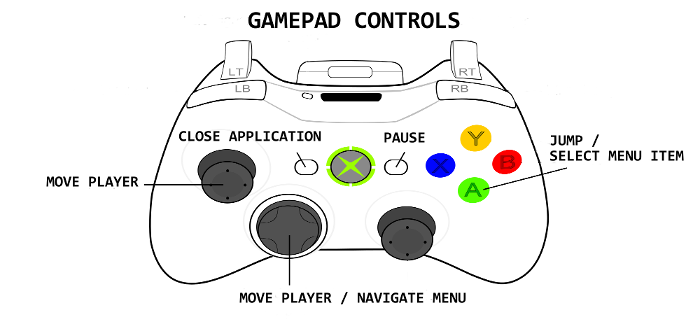 GAMEPAD CONTROLS
LT
RT
LB
RB
CLOSE APPLICATION
PAUSE
Y
JUMP /
SELECT MENU ITEM
X
B
MOVE PLAYER
A
MOVE PLAYER / NAVIGATE MENU